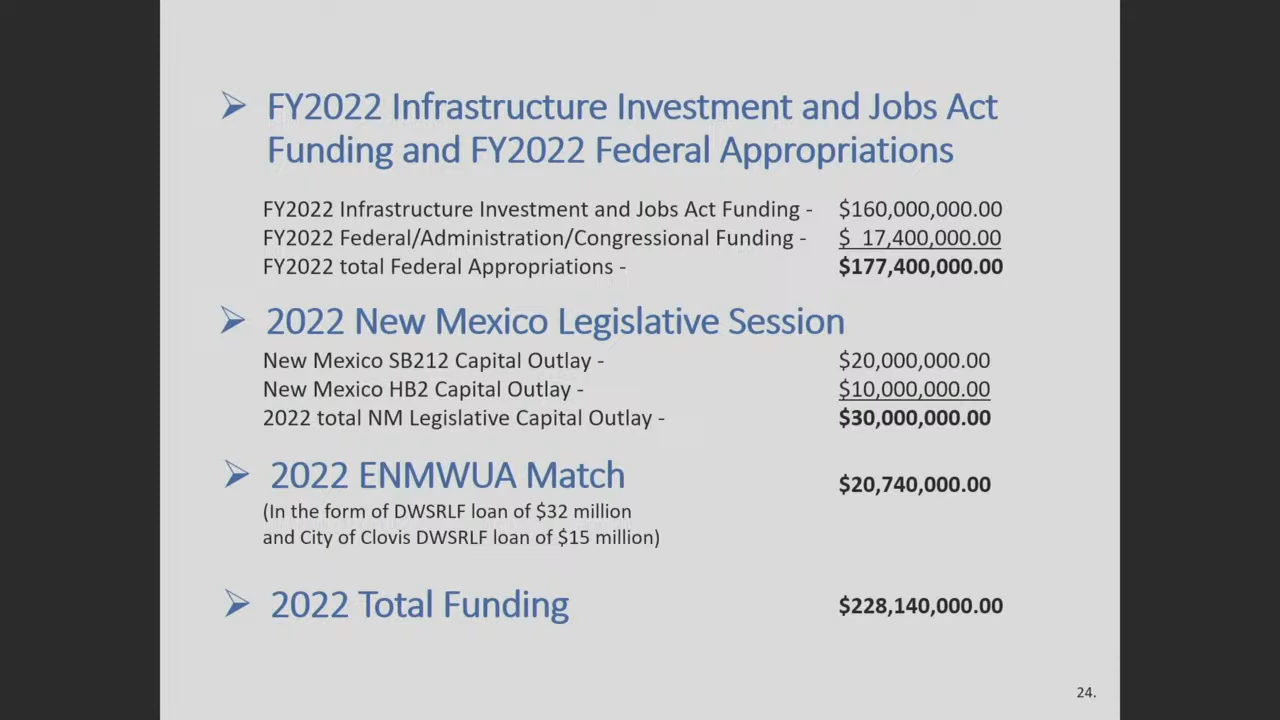 FY2022 Infrastructure Investment and Jobs Act
Funding and FY2022 Federal Appropriations
FY2022 Infrastructure Investment and Jobs Act Funding - $160,000,000.00
FY2022 Federal/Administration/Congressional Funding - $ 17,400,000.00
FY2022 total Federal Appropriations - $177,400,000.00
2022 New Mexico Legislative Session
New Mexico SB212 Capital Outlay - $20,000,000.00
New Mexico HB2 Capital Outlay - $10,000,000.00
2022 total NM Legislative Capital Outlay - $30,000,000.00
2022 ENMWUA Match $20,740,000.00
(In the form of DWSRLF loan of $32 million
and City of Clovis DWSRLF loan of $15 million)
2022 Total Funding $228,140,000.00
24.